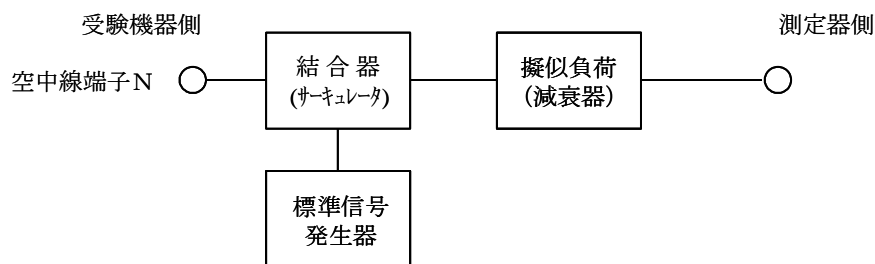 受験機器側
測定器側
空中線端子N
結合器
(ｻｰｷｭﾚｰﾀ)
擬似負荷
(減衰器)
標準信号
発生器